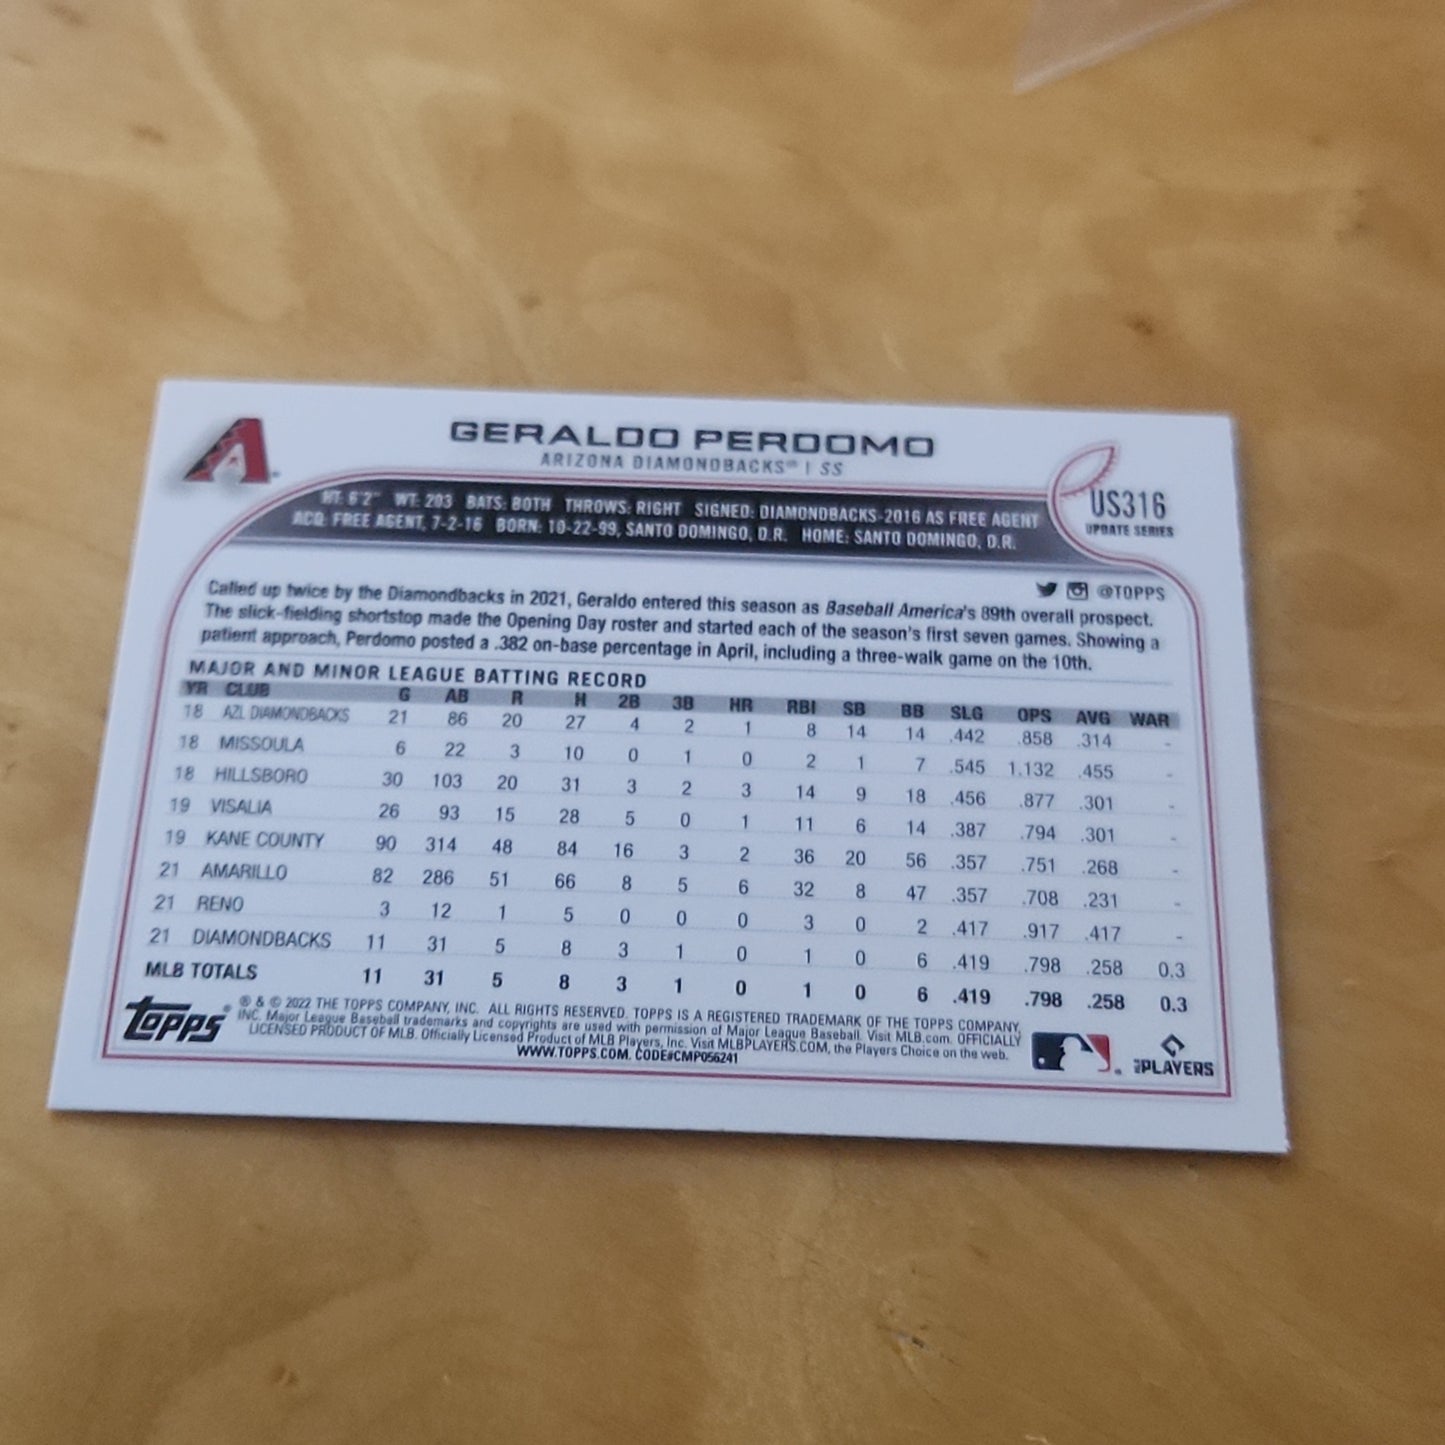 GERALDO PERDOMO
ARIZONA DIAMONDBACKS® | SS
US316
UPDATE SERIES
HT: 6'2" WT: 203 BATS: BOTH THROWS: RIGHT SIGNED: DIAMONDBACKS-2016 AS FREE AGENT
ACQ: FREE AGENT, 7-2-16 BORN: 10-22-99, SANTO DOMINGO, D.R. HOME: SANTO DOMINGO, D.R.
@TOPPS
Called up twice by the Diamondbacks in 2021, Geraldo entered this season as Baseball America's 89th overall prospect.
The slick-fielding shortstop made the Opening Day roster and started each of the season's first seven games. Showing a
patient approach, Perdomo posted a .382 on-base percentage in April, including a three-walk game on the 10th.
MAJOR AND MINOR LEAGUE BATTING RECORD
YR CLUB G AB R H 2B 3B HR RBI SB BB SLG OPS AVG WAR
18 AZL DIAMONDBACKS 21 86 20 27 4 2 1 8 14 14 .442 .858 .314 -
18 MISSOULA 6 22 3 10 0 1 0 2 1 7 .545 1.132 .455 -
18 HILLSBORO 30 103 20 31 3 2 3 14 9 18 .456 .877 .301 -
19 VISALIA 26 93 15 28 5 0 1 11 6 14 .387 .794 .301 -
19 KANE COUNTY 90 314 48 84 16 3 2 36 20 56 .357 .751 .268 -
21 AMARILLO 82 286 51 66 8 5 6 32 8 47 .357 .708 .231 -
21 RENO 3 12 1 5 0 0 0 3 0 2 .417 .917 .417 -
21 DIAMONDBACKS 11 31 5 8 3 1 0 1 0 6 .419 .798 .258 0.3
MLB TOTALS 11 31 5 8 3 1 0 1 0 6 .419 .798 .258 0.3
Topps®
® & © 2022 THE TOPPS COMPANY, INC. ALL RIGHTS RESERVED. TOPPS IS A REGISTERED TRADEMARK OF THE TOPPS COMPANY,
INC. Major League Baseball trademarks and copyrights are used with permission of Major League Baseball. Visit MLB.com. OFFICIALLY
LICENSED PRODUCT OF MLB. Officially Licensed Product of MLB Players, Inc. Visit MLBPLAYERS.COM, the Players Choice on the web.
WWW.TOPPS.COM. CODE#CMP056241
MLB PLAYERS